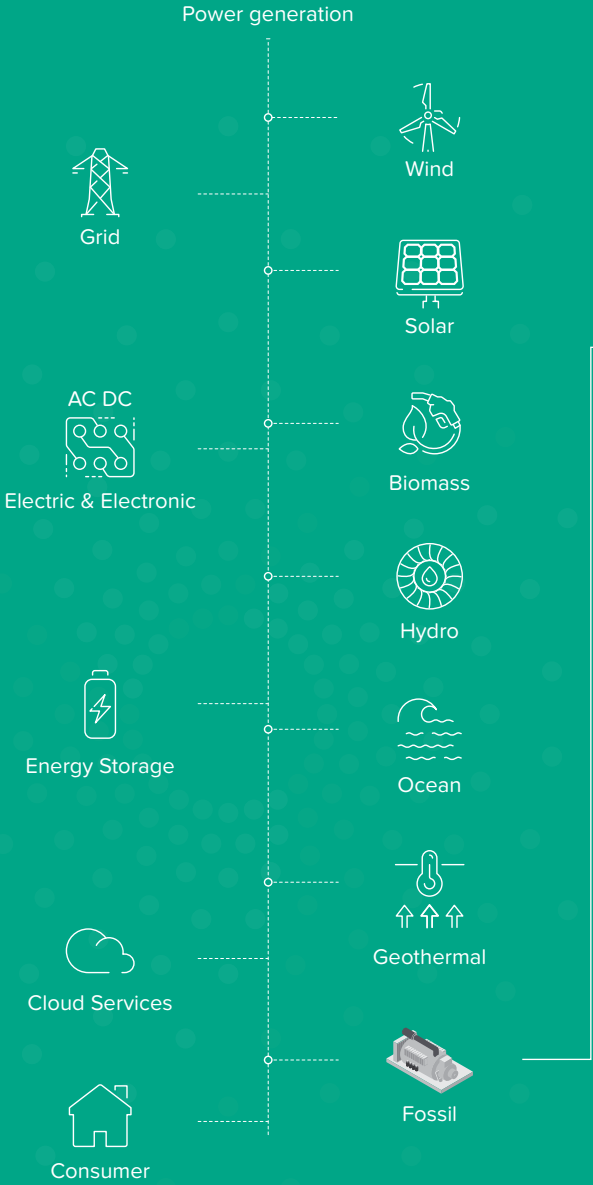 Power generation
Wind
Grid
Solar
AC DC
Biomass
Electric & Electronic
Hydro
Energy Storage
Ocean
Geothermal
Cloud Services
Fossil
Consumer